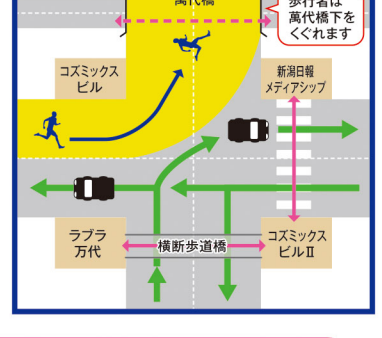 萬代橋
歩行者は
萬代橋下を
くぐれます
コズミックス
ビル
新潟日報
メディアシップ
ラブラ
万代
横断歩道橋
コズミックス
ビルⅡ